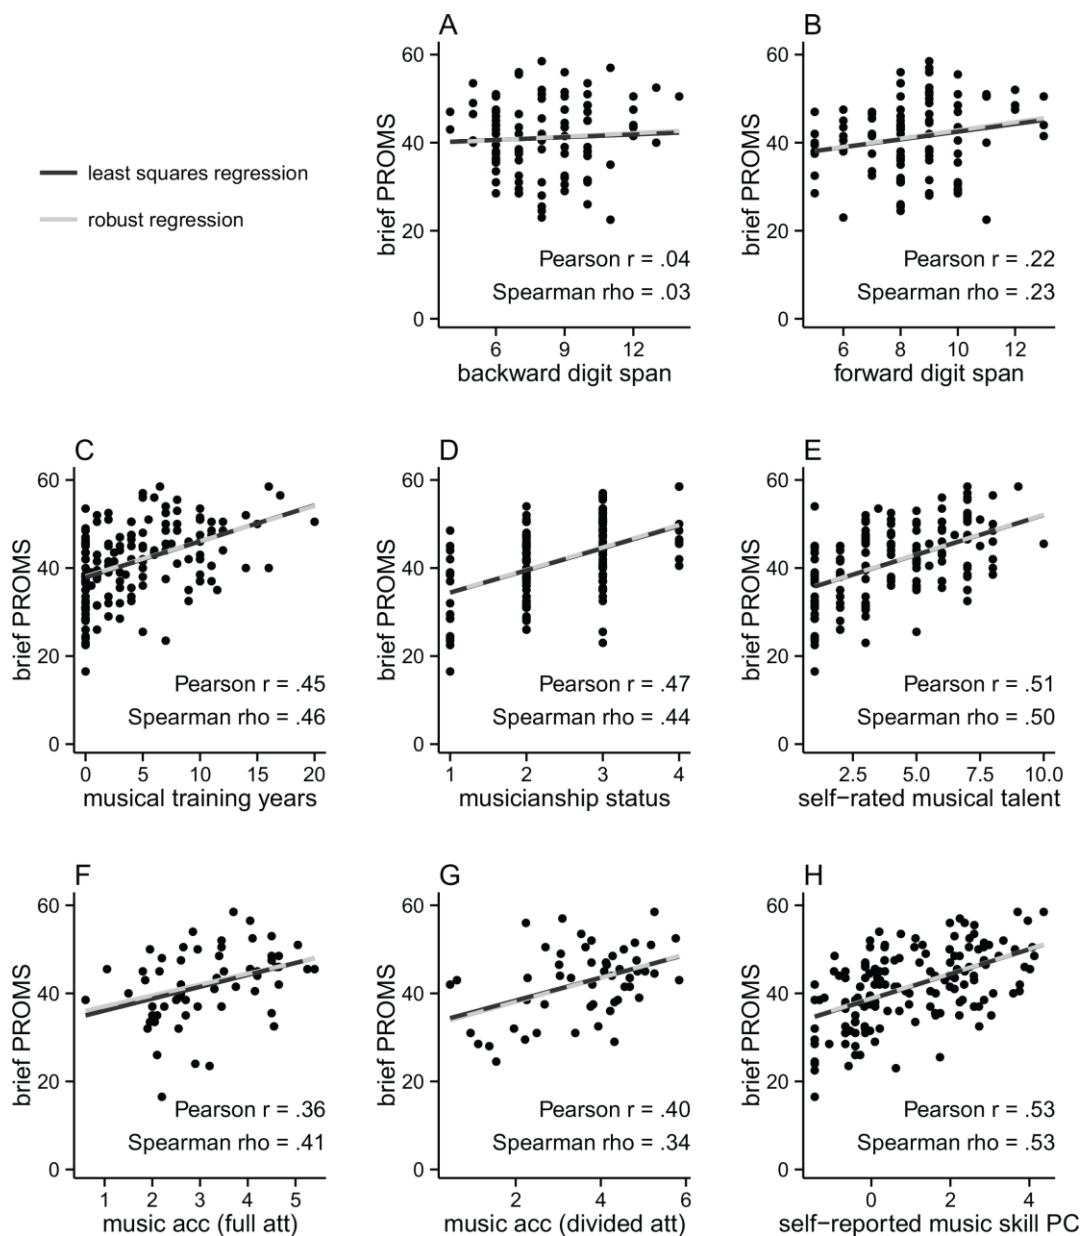 A
B
least squares regression
robust regression
brief PROMS
60
40
20
0
Pearson r = .04
Spearman rho = .03
6 9 12
backward digit span
brief PROMS
60
40
20
0
Pearson r = .22
Spearman rho = .23
6 8 10 12
forward digit span
C
brief PROMS
60
40
20
0
Pearson r = .45
Spearman rho = .46
0 5 10 15 20
musical training years
D
brief PROMS
60
40
20
0
Pearson r = .47
Spearman rho = .44
1 2 3 4
musicianship status
E
brief PROMS
60
40
20
0
Pearson r = .51
Spearman rho = .50
2.5 5.0 7.5 10.0
self−rated musical talent
F
brief PROMS
60
40
20
0
Pearson r = .36
Spearman rho = .41
1 2 3 4 5
music acc (full att)
G
brief PROMS
60
40
20
0
Pearson r = .40
Spearman rho = .34
2 4 6
music acc (divided att)
H
brief PROMS
60
40
20
0
Pearson r = .53
Spearman rho = .53
0 2 4
self−reported music skill PC